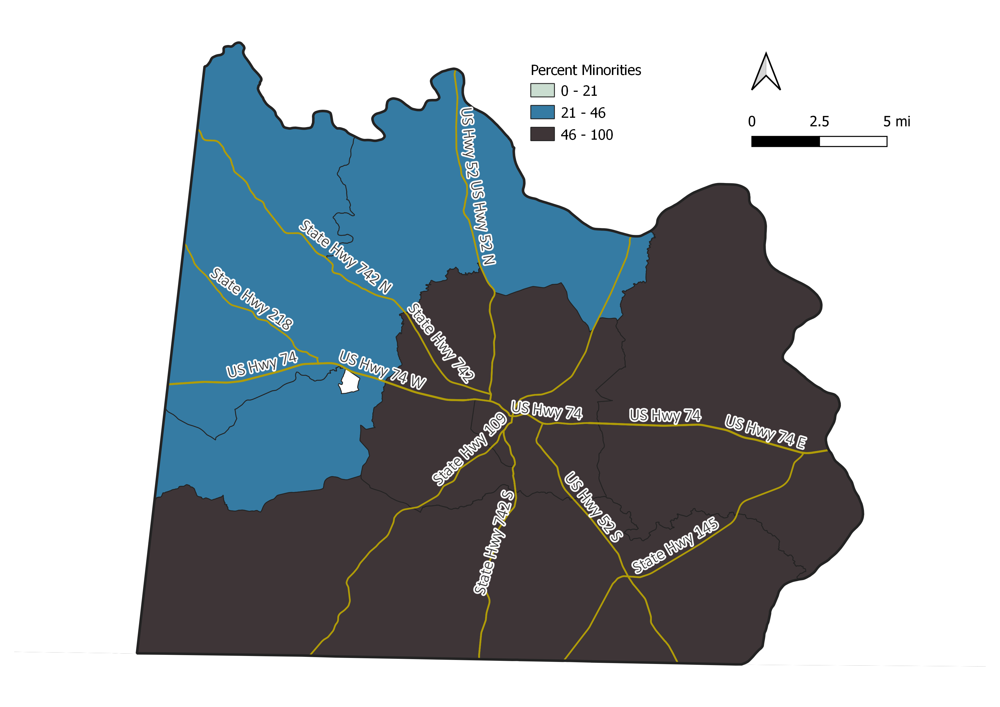 Percent Minorities
0 - 21
21 - 46
46 - 100
0 2.5 5 mi
US Hwy 52
US Hwy 52 N
State Hwy 742 N
State Hwy 218
State Hwy 742
US Hwy 74
US Hwy 74 W
US Hwy 74
US Hwy 74
US Hwy 74 E
State Hwy 109
US Hwy 52 S
State Hwy 742 S
State Hwy 145